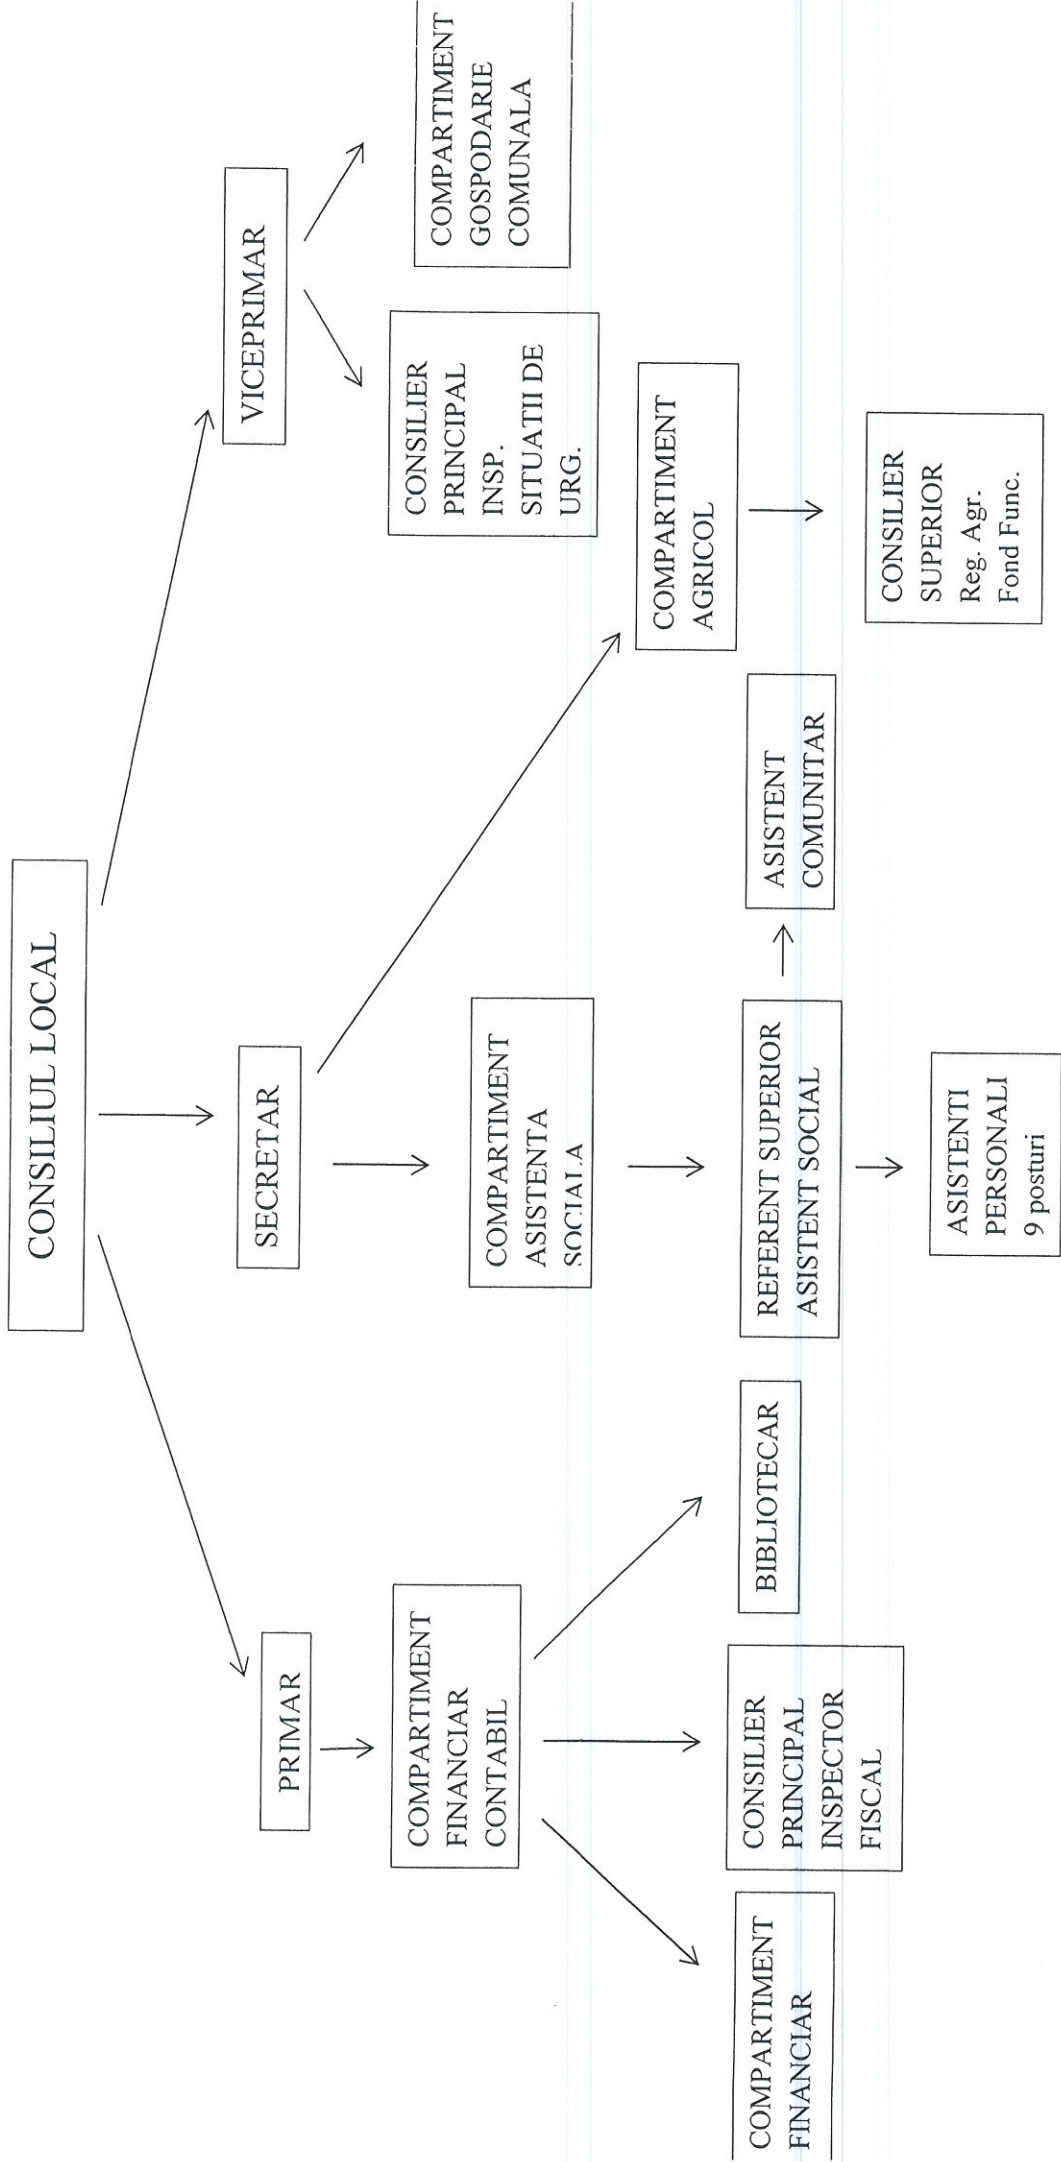 CONSILIUL LOCAL
PRIMAR
SECRETAR
VICEPRIMAR
COMPARTIMENT
FINANCIAR
CONTABIL
COMPARTIMENT
ASISTENTA
SOCIALA
CONSILIER
PRINCIPAL
INSP.
SITUATII DE
URG.
COMPARTIMENT
GOSPODARIE
COMUNALA
COMPARTIMENT
AGRICOL
COMPARTIMENT
FINANCIAR
CONSILIER
PRINCIPAL
INSPECTOR
FISCAL
BIBLIOTECAR
REFERENT SUPERIOR
ASISTENT SOCIAL
ASISTENT
COMUNITAR
CONSILIER
SUPERIOR
Reg. Agr.
Fond Func.
ASISTENTI
PERSONALI
9 posturi